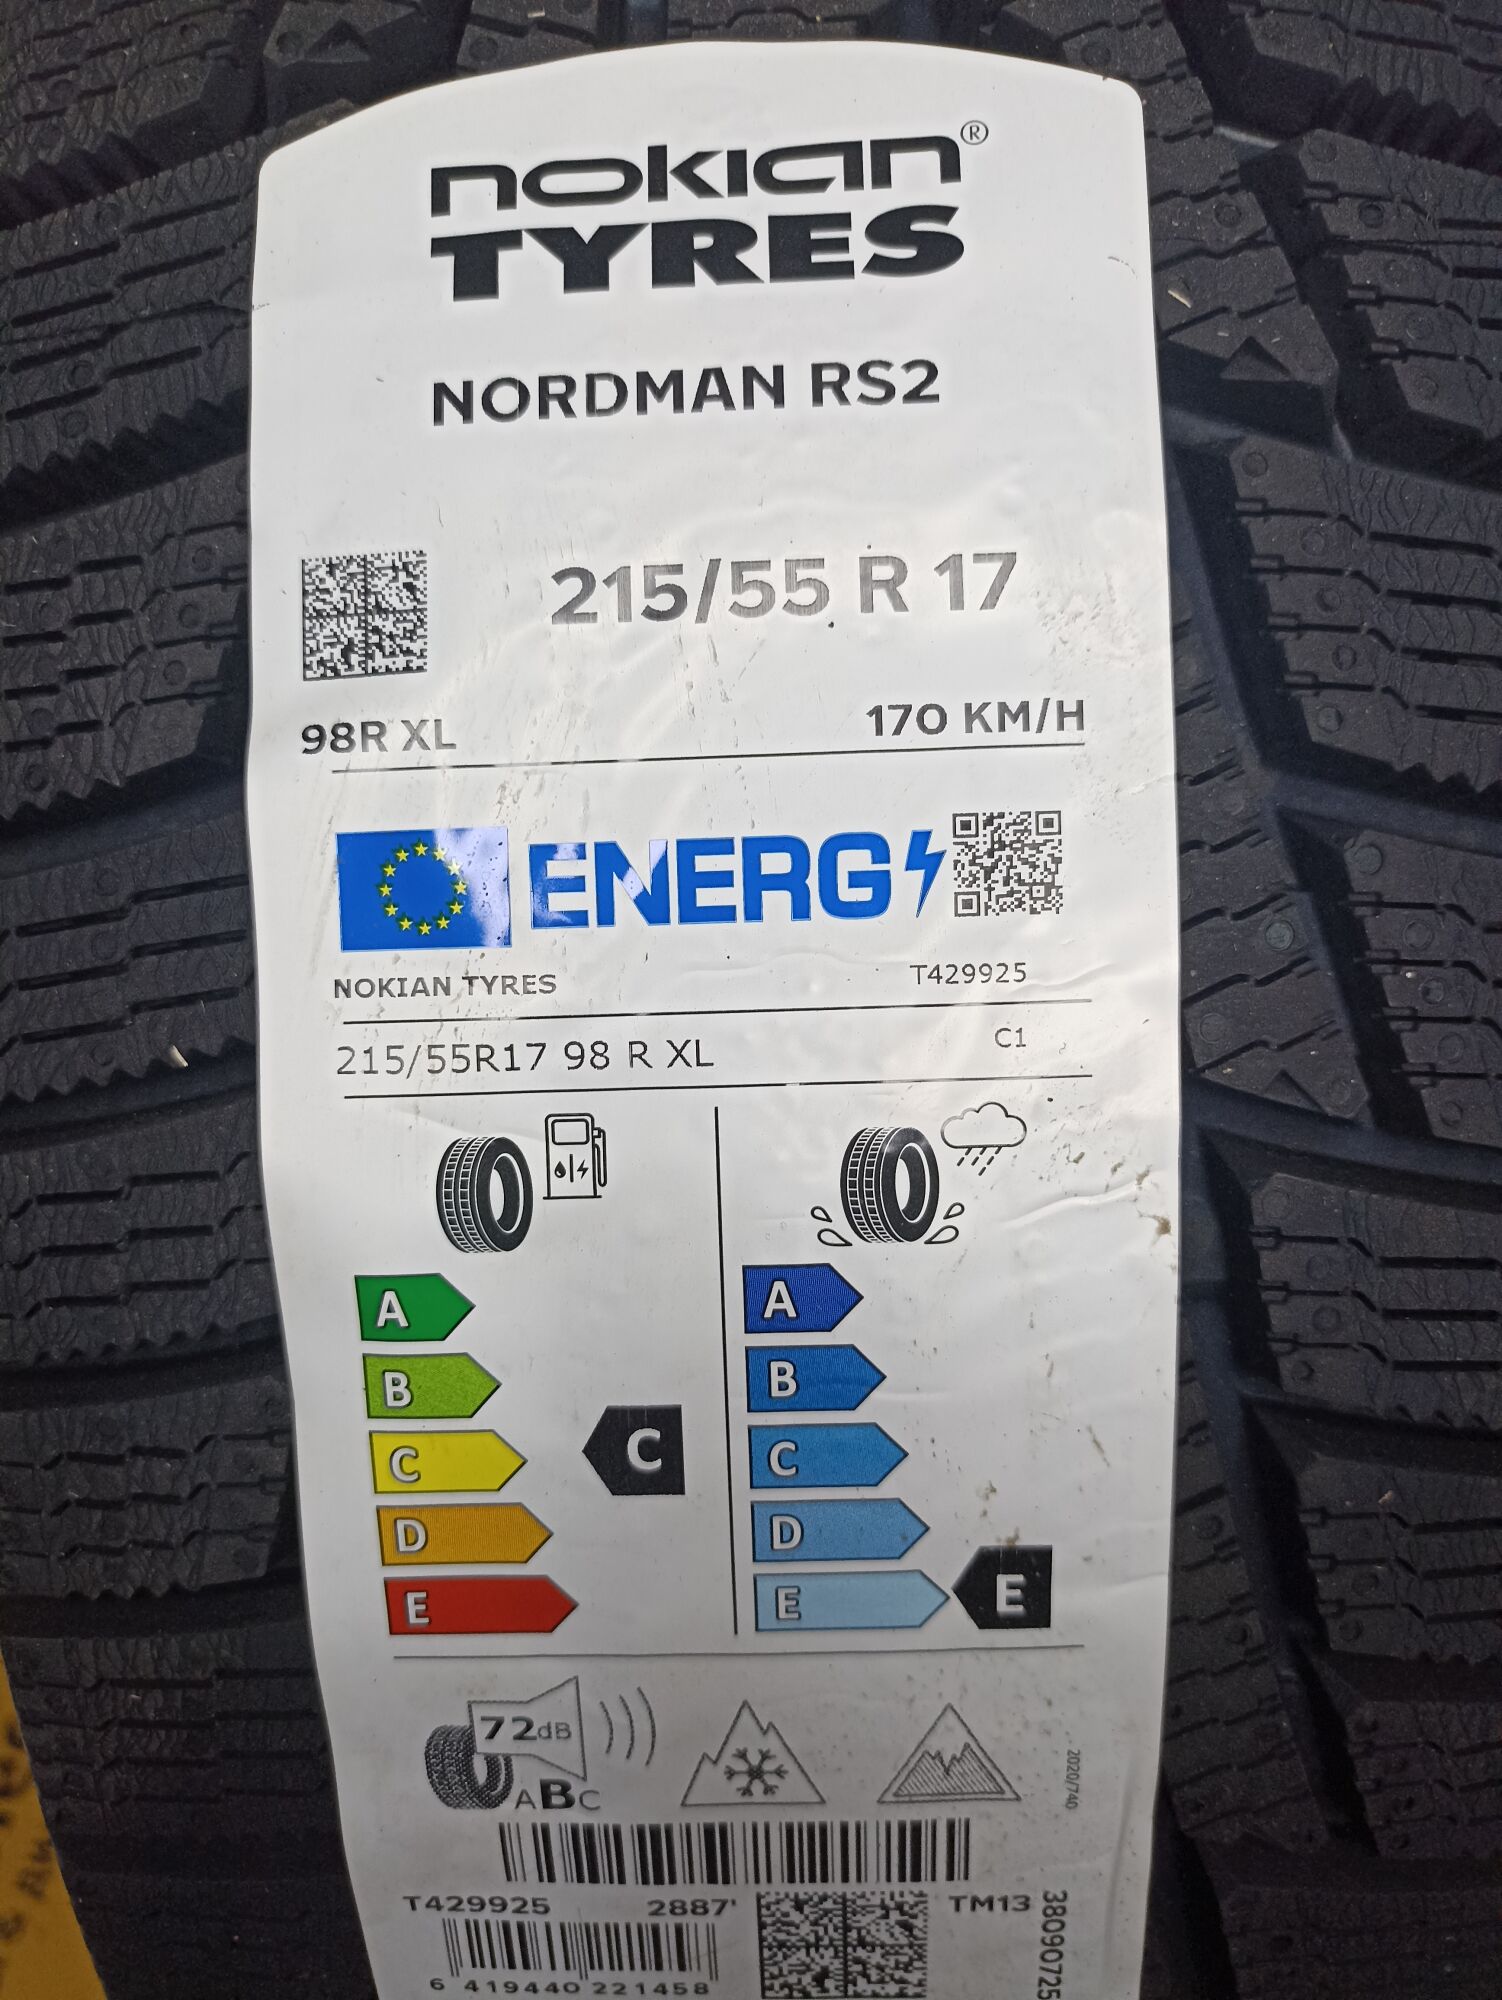 nokian®
TYRES
NORDMAN RS2
215/55 R 17
98R XL
170 KM/H
ENERG
NOKIAN TYRES
T429925
215/55R17 98 R XL
C1
A
B
C
D
E
C
A
B
C
D
E
E
72dB
ABC
2020/740
T429925
2887'
TM13
38090725
6 419440 221458